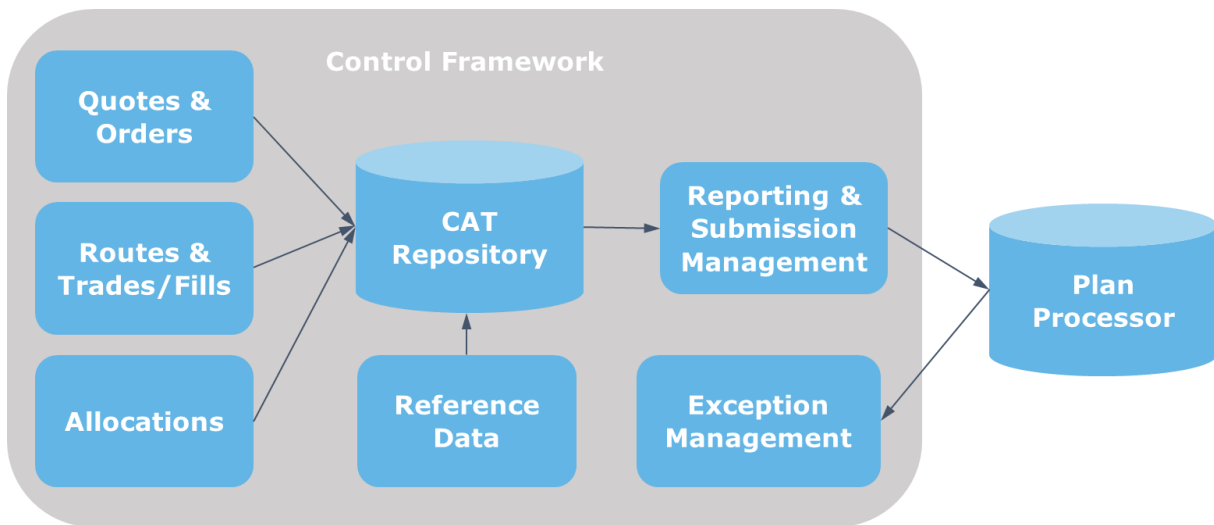 Control Framework
Quotes &
Orders
Routes &
Trades/Fills
Allocations
CAT
Repository
Reference
Data
Reporting &
Submission
Management
Exception
Management
Plan
Processor